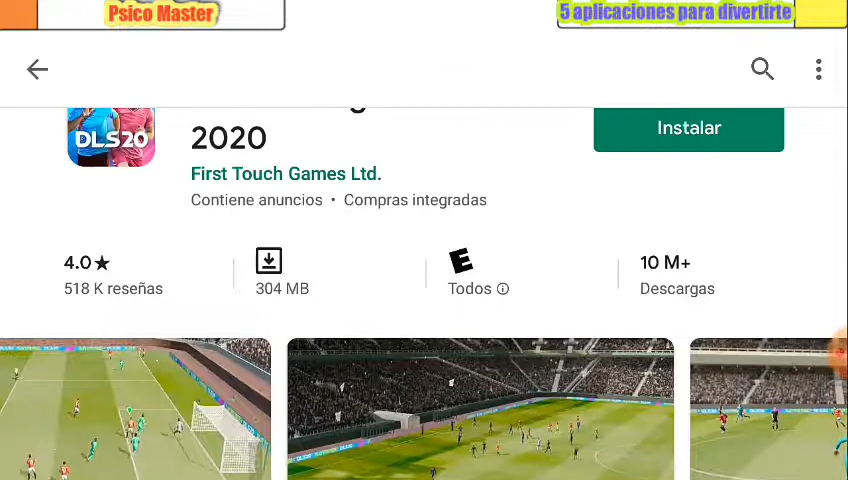 Psico Master
5 aplicaciones para divertirte
DLS20
2020
Instalar
First Touch Games Ltd.
Contiene anuncios • Compras integradas
4.0★
518 K reseñas
304 MB
E
Todos
10 M+
Descargas